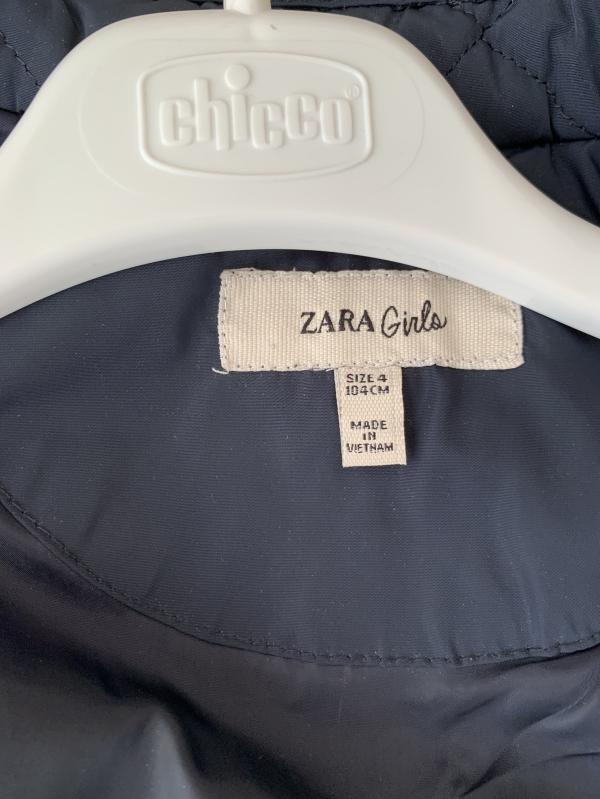 chicco®
ZARA Girls
SIZE 4
104CM
MADE
IN
VIETNAM